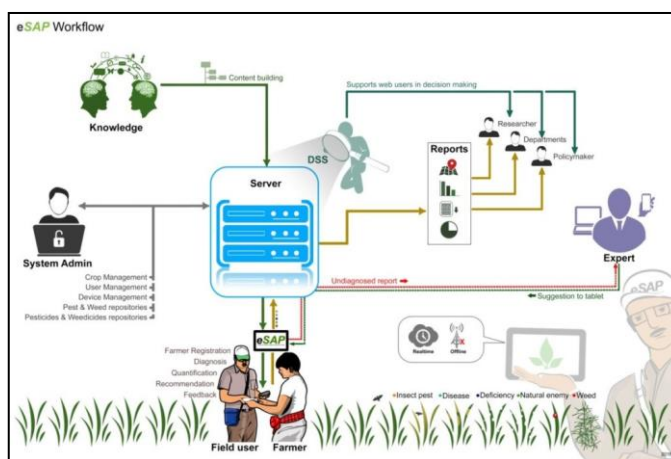 eSAP Workflow
Content building
Supports web users in decision making
Knowledge
Researcher
Departments
Policymaker
DSS
Reports
Server
System Admin
Expert
Crop Management
User Management
Device Management
Pest & Weed repositories
Pesticides & Weedicides repositories
Undiagnosed report
Suggestion to tablet
eSAP
eSAP
Farmer Registration
Diagnosis
Quantification
Recommendation
Feedback
Realtime
Offline
Insect pest Disease Deficiency Natural enemy Weed
Field user
Farmer